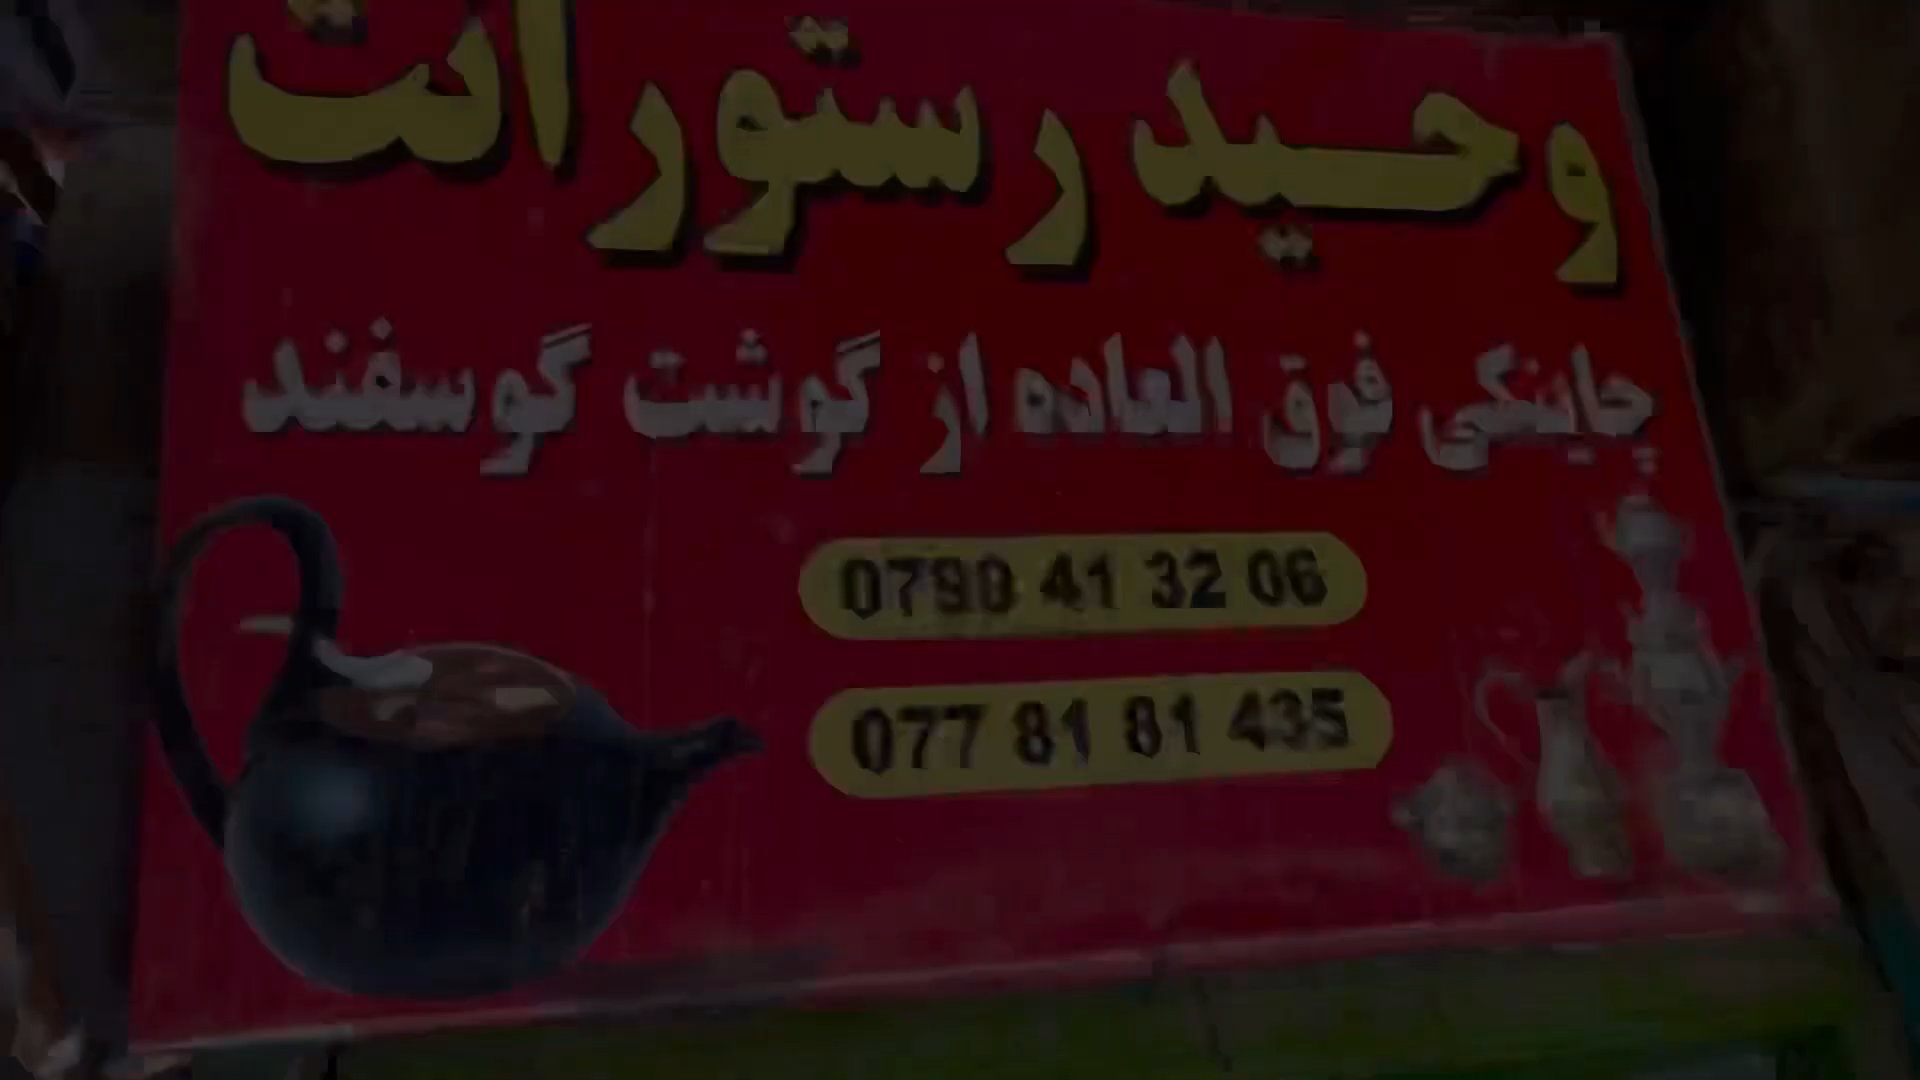 وحید رستورانت
چاینکی فوق العاده از گوشت گوسفند
0790 41 32 06
077 81 81 435